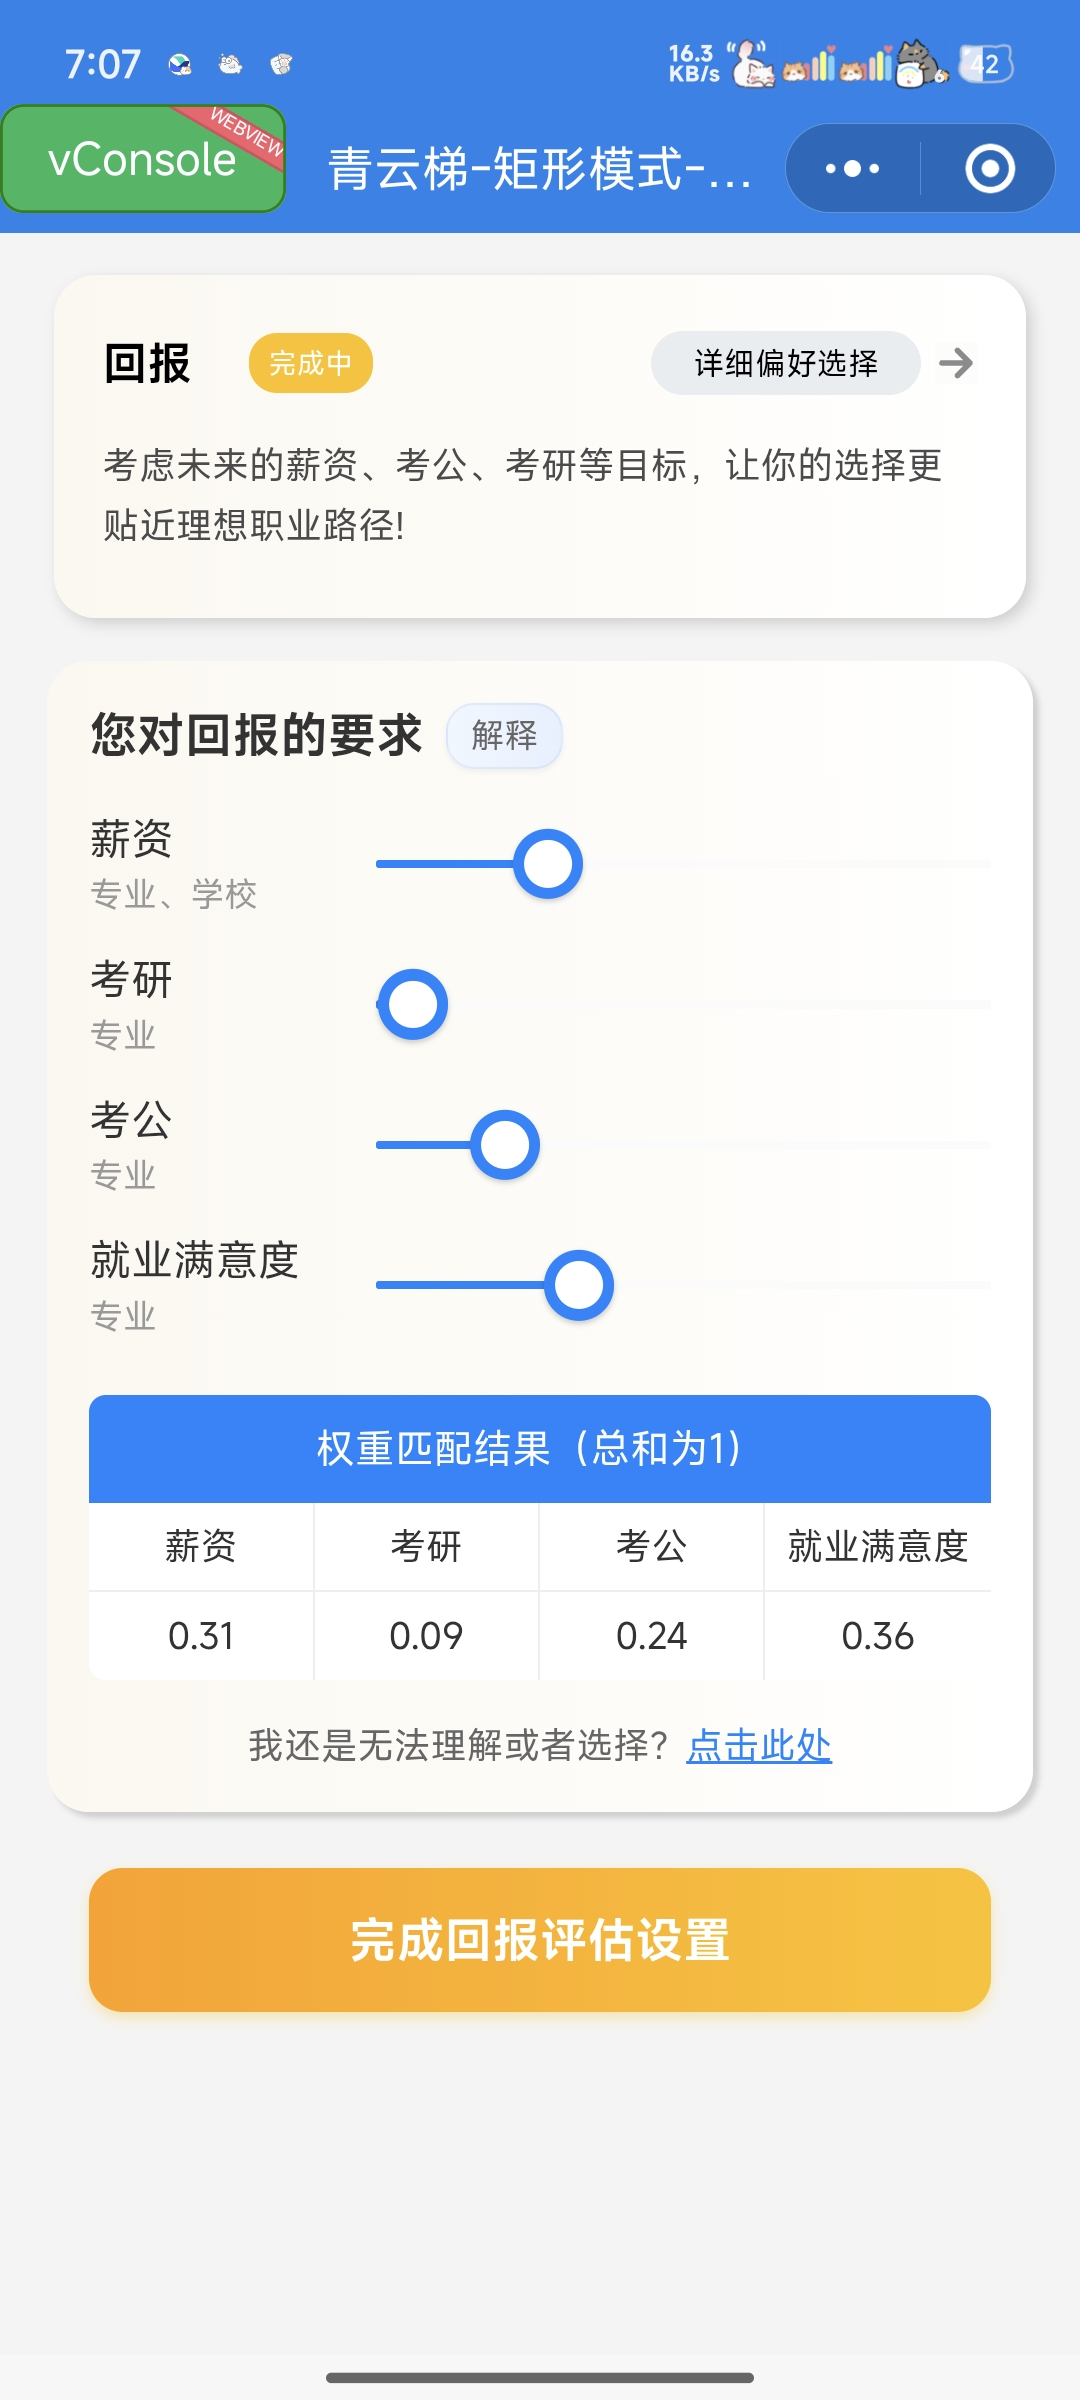 7:07
16.3
KB/s
6
42
vConsole
WEBVIEW
青云梯-矩形模式-...
回报
完成中
详细偏好选择
考虑未来的薪资、考公、考研等目标，让你的选择更
贴近理想职业路径!
您对回报的要求
解释
薪资
专业、学校
考研
专业
考公
专业
就业满意度
专业
权重匹配结果（总和为1）
薪资 考研 考公 就业满意度
0.31 0.09 0.24 0.36
我还是无法理解或者选择？点击此处
完成回报评估设置